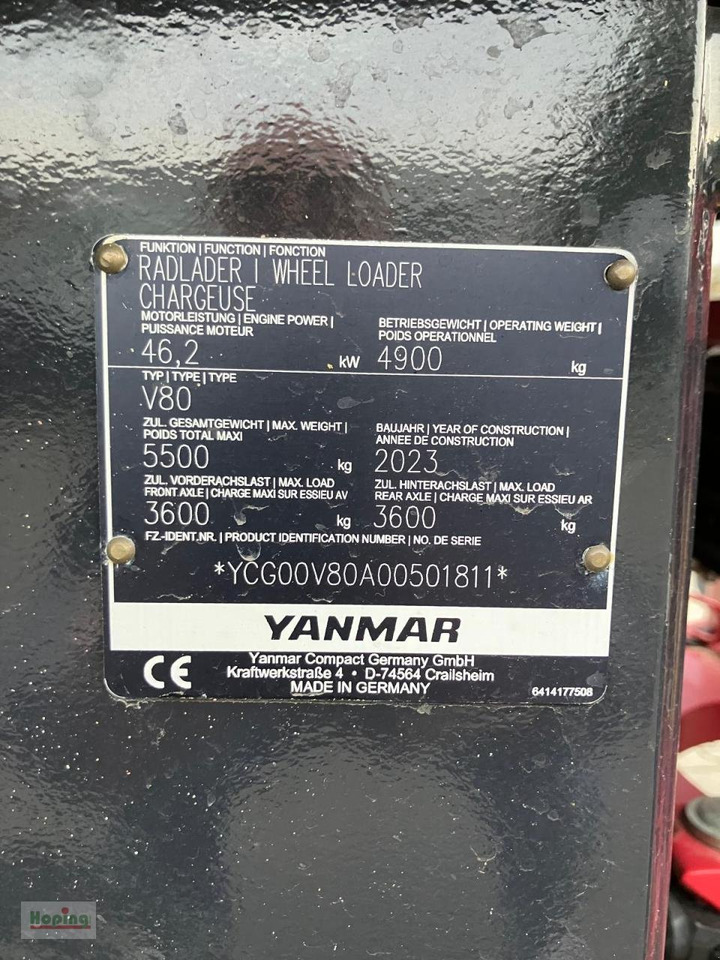 FUNKTION | FUNCTION | FONCTION
RADLADER | WHEEL LOADER
CHARGEUSE
MOTORLEISTUNG | ENGINE POWER |
PUISSANCE MOTEUR
46,2 kW
BETRIEBSGEWICHT | OPERATING WEIGHT |
POIDS OPERATIONNEL
4900 kg
TYP | TYPE | TYPE
V80
ZUL. GESAMTGEWICHT | MAX. WEIGHT |
POIDS TOTAL MAXI
5500 kg
BAUJAHR | YEAR OF CONSTRUCTION |
ANNEE DE CONSTRUCTION
2023
ZUL. VORDERACHSLAST | MAX. LOAD
FRONT AXLE | CHARGE MAXI SUR ESSIEU AV
3600 kg
ZUL. HINTERACHSLAST | MAX. LOAD
REAR AXLE | CHARGE MAXI SUR ESSIEU AR
3600 kg
FZ.-IDENT.NR. | PRODUCT IDENTIFICATION NUMBER | NO. DE SERIE
*YCG00V80A00501811*
YANMAR
CE
Yanmar Compact Germany GmbH
Kraftwerkstraße 4 • D-74564 Crailsheim
MADE IN GERMANY
6414177508
Höping